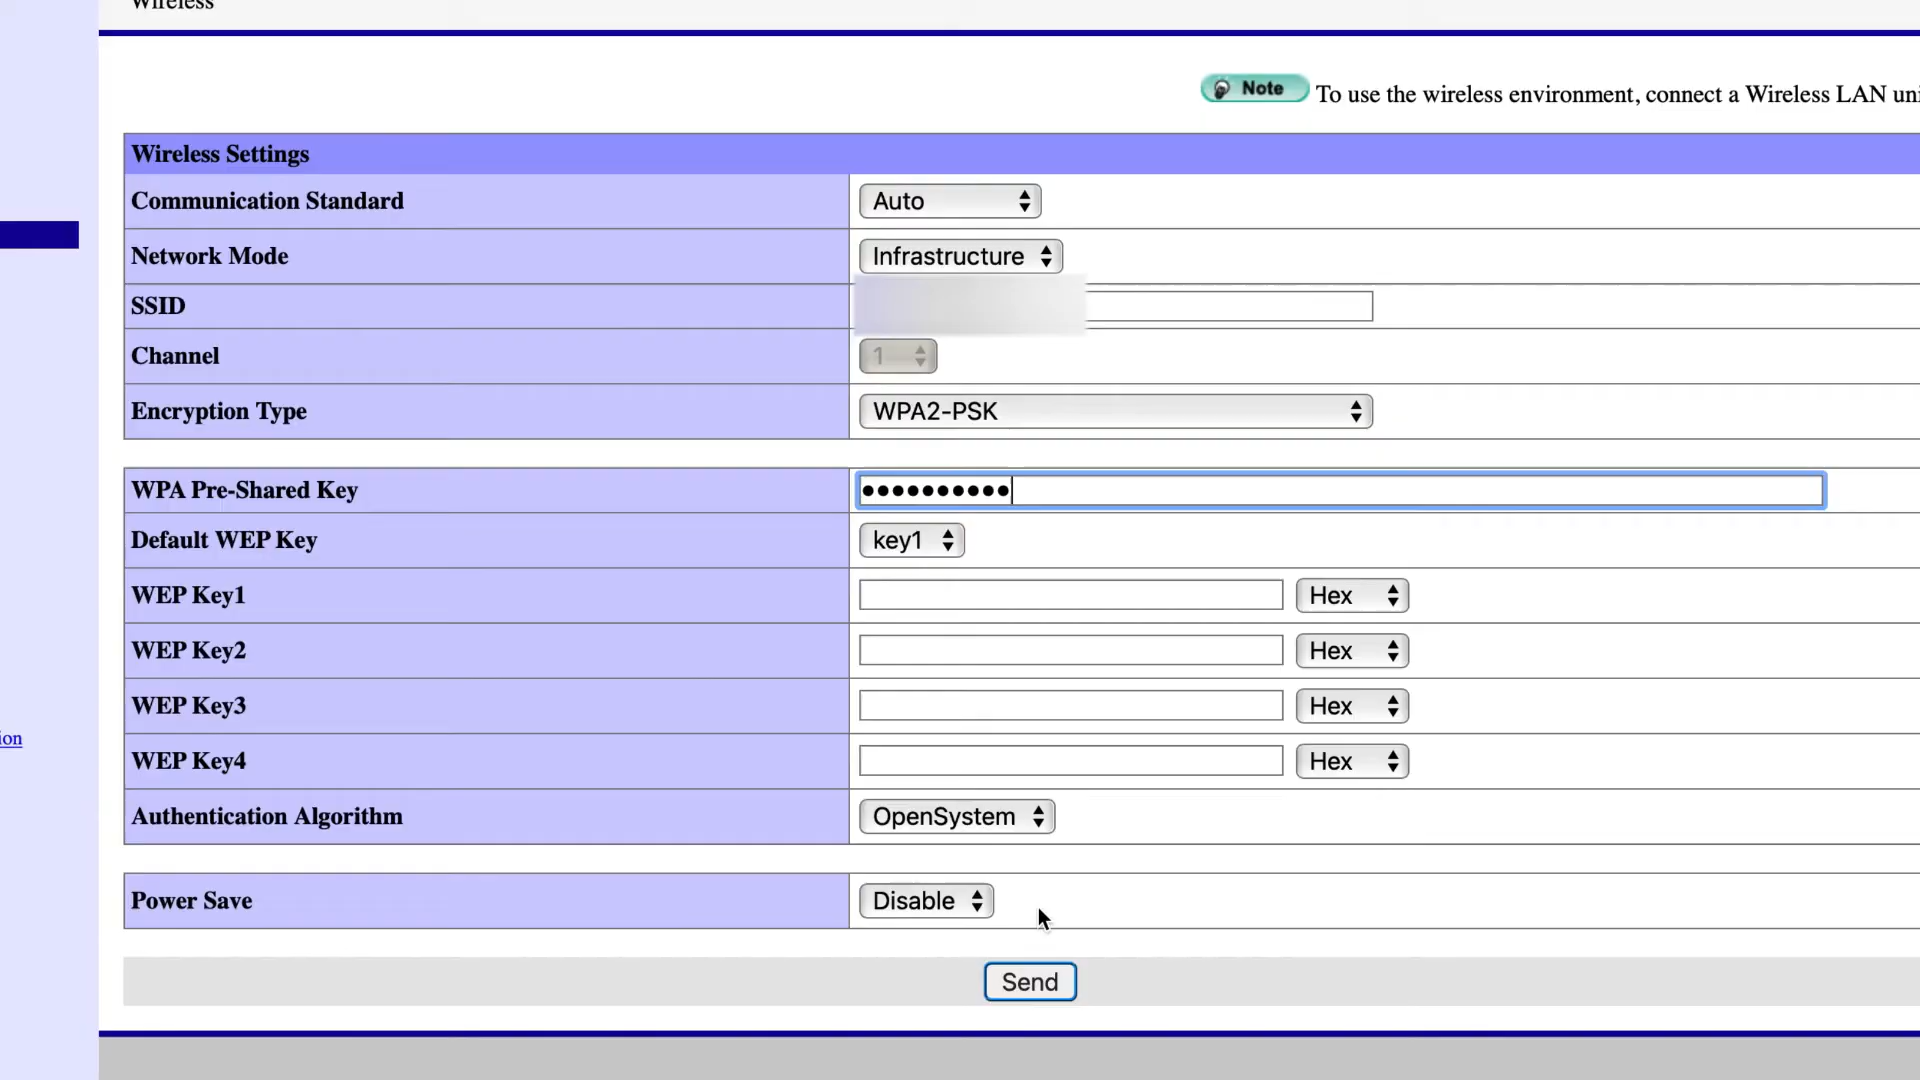 Wireless
Note To use the wireless environment, connect a Wireless LAN uni
Wireless Settings
Communication Standard Auto
Network Mode Infrastructure
SSID
Channel 1
Encryption Type WPA2-PSK
WPA Pre-Shared Key ••••••••••
Default WEP Key key1
WEP Key1 Hex
WEP Key2 Hex
WEP Key3 Hex
ion
WEP Key4 Hex
Authentication Algorithm OpenSystem
Power Save Disable
Send